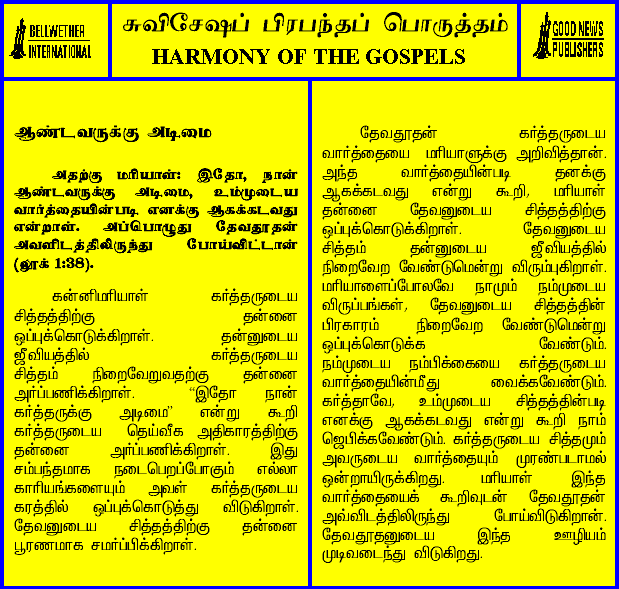 BELLWETHER
INTERNATIONAL
சுவிசேஷப் பிரபந்தப் பொருத்தம்
HARMONY OF THE GOSPELS
GOOD NEWS
PUBLISHERS
ஆண்டவருக்கு அடிமை
அதற்கு மரியாள்: இதோ, நான்
ஆண்டவருக்கு அடிமை, உம்முடைய
வார்த்தையின்படி எனக்கு ஆகக்கடவது
என்றாள். அப்பொழுது தேவதூதன்
அவளிடத்திலிருந்து போய்விட்டான்
(லூக் 1:38).
கன்னிமரியாள் கர்த்தருடைய
சித்தத்திற்கு தன்னை
ஒப்புக்கொடுக்கிறாள். தன்னுடைய
ஜீவியத்தில் கர்த்தருடைய
சித்தம் நிறைவேறுவதற்கு தன்னை
அர்ப்பணிக்கிறாள். “இதோ நான்
கர்த்தருக்கு அடிமை” என்று கூறி
கர்த்தருடைய தெய்வீக அதிகாரத்திற்கு
தன்னை அர்ப்பணிக்கிறாள். இது
சம்பந்தமாக நடைபெறப்போகும் எல்லா
காரியங்களையும் அவள் கர்த்தருடைய
கரத்தில் ஒப்புக்கொடுத்து விடுகிறாள்.
தேவனுடைய சித்தத்திற்கு தன்னை
பூரணமாக சமர்ப்பிக்கிறாள்.
தேவதூதன் கர்த்தருடைய
வார்த்தையை மரியாளுக்கு அறிவித்தான்.
அந்த வார்த்தையின்படி தனக்கு
ஆகக்கடவது என்று கூறி, மரியாள்
தன்னை தேவனுடைய சித்தத்திற்கு
ஒப்புக்கொடுக்கிறாள். தேவனுடைய
சித்தம் தன்னுடைய ஜீவியத்தில்
நிறைவேற வேண்டுமென்று விரும்புகிறாள்.
மரியாளைப்போலவே நாமும் நம்முடைய
விருப்பங்கள், தேவனுடைய சித்தத்தின்
பிரகாரம் நிறைவேற வேண்டுமென்று
ஒப்புக்கொடுக்க வேண்டும்.
நம்முடைய நம்பிக்கையை கர்த்தருடைய
வார்த்தையின்மீது வைக்கவேண்டும்.
கர்த்தாவே, உம்முடைய சித்தத்தின்படி
எனக்கு ஆகக்கடவது என்று கூறி நாம்
ஜெபிக்கவேண்டும். கர்த்தருடைய சித்தமும்
அவருடைய வார்த்தையும் முரண்படாமல்
ஒன்றாயிருக்கிறது. மரியாள் இந்த
வார்த்தையைக் கூறிவுடன் தேவதூதன்
அவ்விடத்திலிருந்து போய்விடுகிறான்.
தேவதூதனுடைய இந்த ஊழியம்
முடிவடைந்து விடுகிறது.